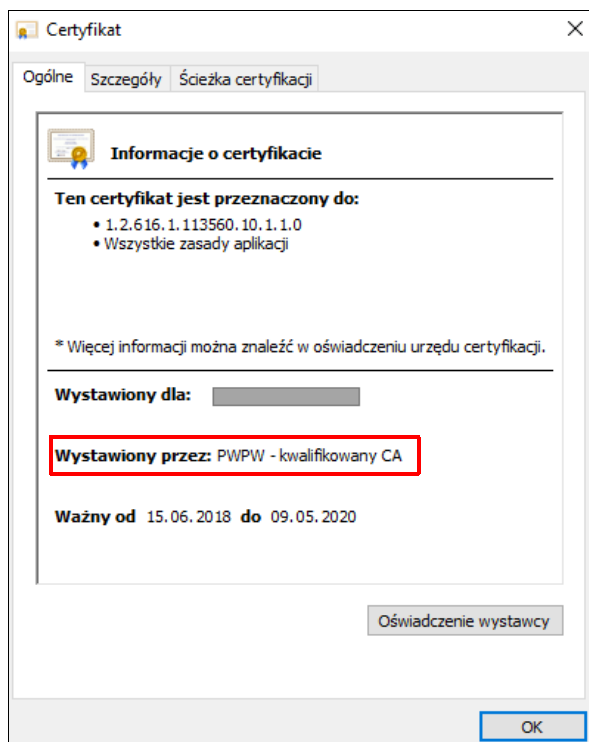 Certyfikat
Ogólne Szczegóły Ścieżka certyfikacji
Informacje o certyfikacie
Ten certyfikat jest przeznaczony do:
• 1.2.616.1.113560.10.1.1.0
• Wszystkie zasady aplikacji
* Więcej informacji można znaleźć w oświadczeniu urzędu certyfikacji.
Wystawiony dla:
Wystawiony przez: PWPW - kwalifikowany CA
Ważny od 15.06.2018 do 09.05.2020
Oświadczenie wystawcy
OK